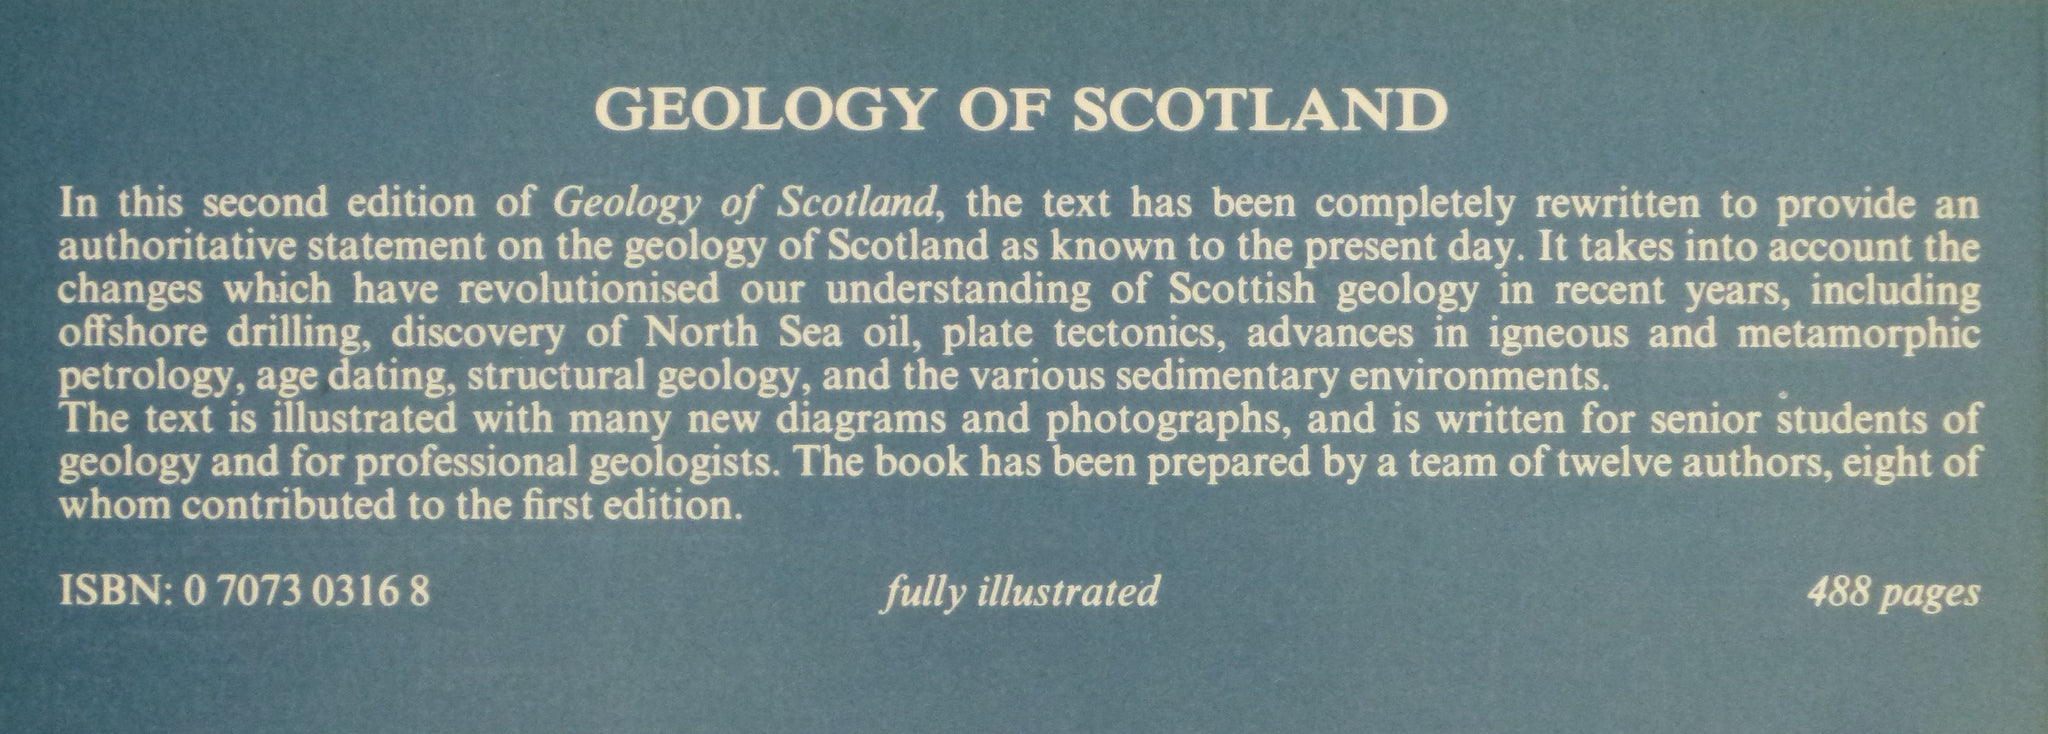 GEOLOGY OF SCOTLAND
In this second edition of Geology of Scotland, the text has been completely rewritten to provide an
authoritative statement on the geology of Scotland as known to the present day. It takes into account the
changes which have revolutionised our understanding of Scottish geology in recent years, including
offshore drilling, discovery of North Sea oil, plate tectonics, advances in igneous and metamorphic
petrology, age dating, structural geology, and the various sedimentary environments.
The text is illustrated with many new diagrams and photographs, and is written for senior students of
geology and for professional geologists. The book has been prepared by a team of twelve authors, eight of
whom contributed to the first edition.
ISBN: 0 7073 0316 8 fully illustrated 488 pages